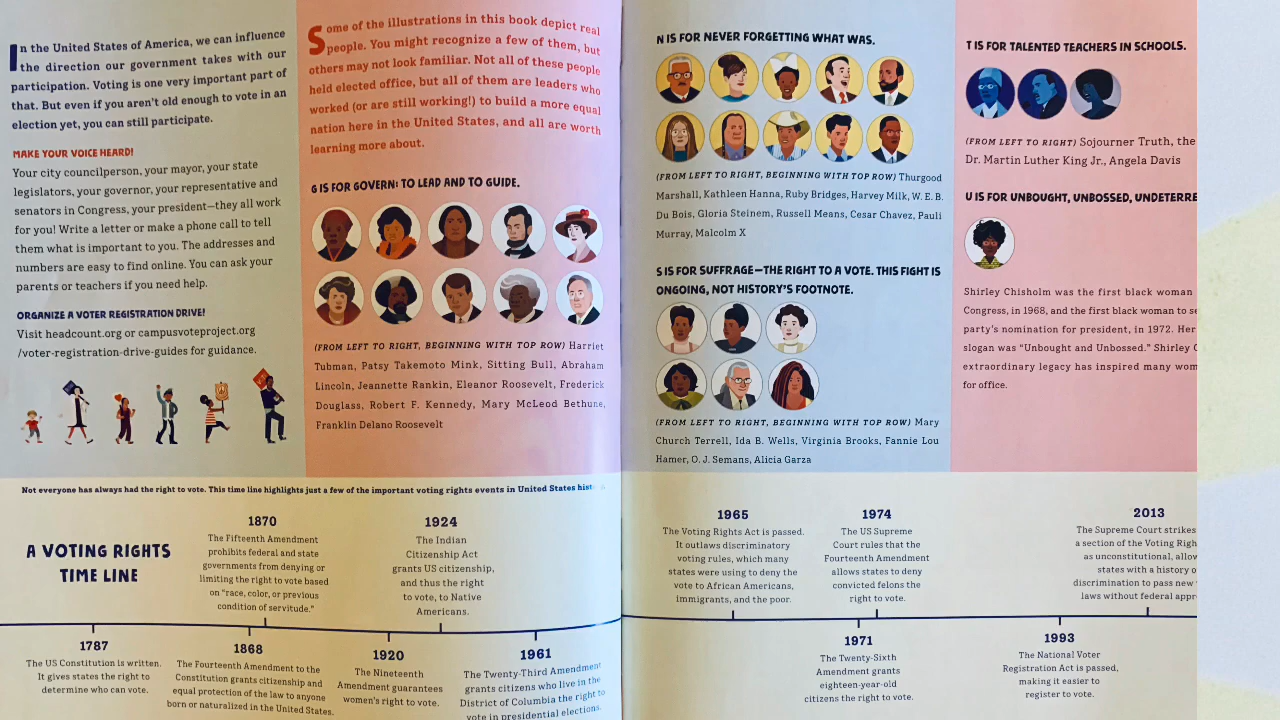 In the United States of America, we can influence
the direction our government takes with our
participation. Voting is one very important part of
that. But even if you aren't old enough to vote in an
election yet, you can still participate.
MAKE YOUR VOICE HEARD!
Your city councilperson, your mayor, your state
legislators, your governor, your representative and
senators in Congress, your president—they all work
for you! Write a letter or make a phone call to tell
them what is important to you. The addresses and
numbers are easy to find online. You can ask your
parents or teachers if you need help.
ORGANIZE A VOTER REGISTRATION DRIVE!
Visit headcount.org or campusvoteproject.org
/voter-registration-drive-guides for guidance.
Some of the illustrations in this book depict real
people. You might recognize a few of them, but
others may not look familiar. Not all of these people
held elected office, but all of them are leaders who
worked (or are still working!) to build a more equal
nation here in the United States, and all are worth
learning more about.
G IS FOR GOVERN: TO LEAD AND TO GUIDE.
(FROM LEFT TO RIGHT, BEGINNING WITH TOP ROW) Harriet
Tubman, Patsy Takemoto Mink, Sitting Bull, Abraham
Lincoln, Jeannette Rankin, Eleanor Roosevelt, Frederick
Douglass, Robert F. Kennedy, Mary McLeod Bethune,
Franklin Delano Roosevelt
N IS FOR NEVER FORGETTING WHAT WAS.
(FROM LEFT TO RIGHT, BEGINNING WITH TOP ROW) Thurgood
Marshall, Kathleen Hanna, Ruby Bridges, Harvey Milk, W. E. B.
Du Bois, Gloria Steinem, Russell Means, Cesar Chavez, Pauli
Murray, Malcolm X
S IS FOR SUFFRAGE—THE RIGHT TO A VOTE. THIS FIGHT IS
ONGOING, NOT HISTORY'S FOOTNOTE.
(FROM LEFT TO RIGHT, BEGINNING WITH TOP ROW) Mary
Church Terrell, Ida B. Wells, Virginia Brooks, Fannie Lou
Hamer, O. J. Semans, Alicia Garza
T IS FOR TALENTED TEACHERS IN SCHOOLS.
(FROM LEFT TO RIGHT) Sojourner Truth, the
Dr. Martin Luther King Jr., Angela Davis
U IS FOR UNBOUGHT, UNBOSSED, UNDETERRE
Shirley Chisholm was the first black woman
Congress, in 1968, and the first black woman to se
party's nomination for president, in 1972. Her
slogan was "Unbought and Unbossed." Shirley C
extraordinary legacy has inspired many wom
for office.
Not everyone has always had the right to vote. This time line highlights just a few of the important voting rights events in United States hist
A VOTING RIGHTS
TIME LINE
1787
The US Constitution is written.
It gives states the right to
determine who can vote.
1868
The Fourteenth Amendment to the
Constitution grants citizenship and
equal protection of the law to anyone
born or naturalized in the United States.
1870
The Fifteenth Amendment
prohibits federal and state
governments from denying or
limiting the right to vote based
on "race, color, or previous
condition of servitude."
1920
The Nineteenth
Amendment guarantees
women's right to vote.
1924
The Indian
Citizenship Act
grants US citizenship,
and thus the right
to vote, to Native
Americans.
1961
The Twenty-Third Amendment
grants citizens who live in the
District of Columbia the right to
vote in presidential elections.
1965
The Voting Rights Act is passed.
It outlaws discriminatory
voting rules, which many
states were using to deny the
vote to African Americans,
immigrants, and the poor.
1971
The Twenty-Sixth
Amendment grants
eighteen-year-old
citizens the right to vote.
1974
The US Supreme
Court rules that the
Fourteenth Amendment
allows states to deny
convicted felons the
right to vote.
1993
The National Voter
Registration Act is passed,
making it easier to
register to vote.
2013
The Supreme Court strikes
a section of the Voting Righ
as unconstitutional, allow
states with a history o
discrimination to pass new
laws without federal appr